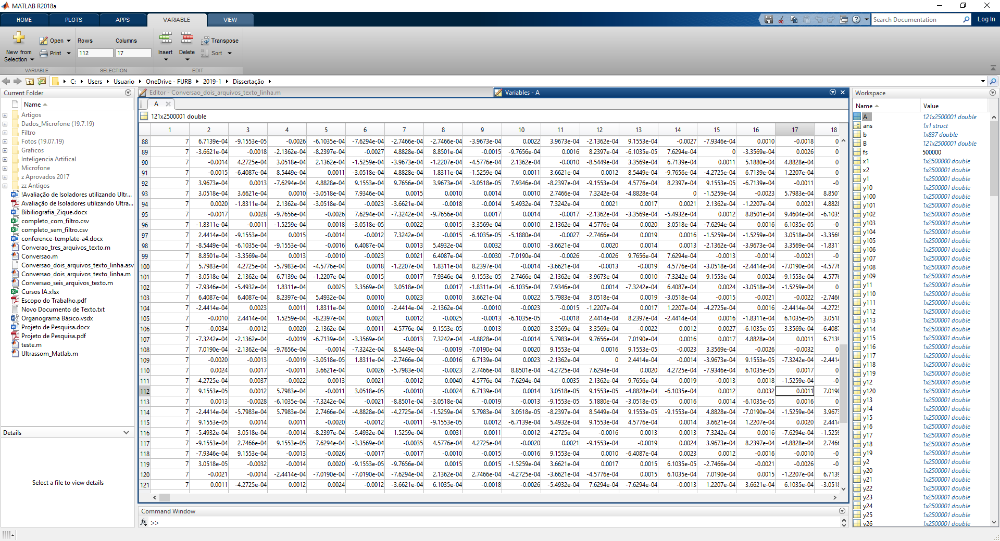 MATLAB R2018a
HOME PLOTS APPS VARIABLE VIEW
Search Documentation Log In
New from Selection
Open
Print
Rows
112
Columns
17
Insert Delete
Transpose
Sort
VARIABLE SELECTION EDIT
C: Users Usuario OneDrive - FURB 2019-1 Dissertação
Current Folder
Name
Artigos
Dados_Microfone (19.7.19)
Filtro
Fotos (19.07.19)
Graficos
Inteligencia Artifical
Microfone
z Aprovados 2017
zz Antigos
!Avaliação de Isoladores utilizando Ultr...
Avaliação de Isoladores utilizando Ultra...
Bibiliografia_Zique.docx
completo_com_filtro.csv
completo_sem_filtro.csv
conference-template-a4.docx
Converao_tres_arquivos_texto.m
Conversao.m
Conversao_dois_arquivos_texto_linha.asv
Conversao_dois_arquivos_texto_linha.m
Conversao_seis_arquivos_texto.m
Cursos IA.xlsx
Escopo do Trabalho.pdf
Novo Documento de Texto.txt
Organograma Básico.vsdx
Projeto de Pesquisa.docx
Projeto de Pesquisa.pdf
teste.m
Ultrassom_Matlab.m
Details
Select a file to view details
Editor - Conversao_dois_arquivos_texto_linha.m
Variables - A
A
121x2500001 double
1 2 3 4 5 6 7 8 9 10 11 12 13 14 15 16 17 18
88 7 6.7139e-04 -9.1553e-05 -0.0026 -6.1035e-04 -7.6294e-04 -2.7466e-04 -2.7466e-04 -3.9673e-04 0.0022 3.9673e-04 -2.1362e-04 9.1553e-04 -0.0027 -7.9346e-04 0.0010 -0.0018 0
89 7 -3.6621e-04 -0.0018 -2.1362e-04 -8.2397e-04 -0.0027 4.8828e-04 8.8501e-04 -0.0015 -9.7656e-04 0.0016 8.2397e-04 -6.1035e-05 7.6294e-04 0 -3.3569e-04 0.0026 0
90 7 -0.0014 4.2725e-04 3.0518e-04 2.1362e-04 -1.5259e-04 -3.9673e-04 -1.2207e-04 -4.5776e-04 2.1362e-04 -0.0010 -8.5449e-04 3.3569e-04 6.7139e-04 0.0011 5.1880e-04 4.8828e-04 0
91 7 -0.0015 -6.4087e-04 8.5449e-04 0.0011 -3.0518e-04 4.8828e-04 1.8311e-04 -1.5259e-04 0.0011 3.6621e-04 0.0012 8.5449e-04 -9.7656e-04 -4.2725e-04 6.7139e-04 1.2207e-04 0
92 7 3.9673e-04 0.0013 -7.6294e-04 4.8828e-04 9.1553e-04 9.7656e-04 3.9673e-04 -3.0518e-05 7.9346e-04 -8.2397e-04 -9.1553e-04 4.5776e-04 8.2397e-04 9.1553e-05 -6.7139e-04 -0.0011 -0
93 7 3.0518e-04 3.6621e-04 0.0010 -3.0518e-04 7.9346e-04 0.0015 0.0010 0.0014 0.0010 2.7466e-04 7.3242e-04 -4.8828e-04 0 -1.5259e-04 -0.0023 5.7983e-04 8.8501
94 7 0.0020 -1.8311e-04 2.1362e-04 -3.0518e-04 -0.0023 -3.6621e-04 -0.0018 -0.0014 5.4932e-04 7.3242e-04 0.0021 0.0017 0.0021 2.1362e-04 -1.2207e-04 0.0021 4.8828
95 7 -0.0017 0.0028 -9.7656e-04 -0.0026 7.6294e-04 -7.3242e-04 -9.7656e-04 0.0017 0.0014 -0.0017 -2.1362e-04 -3.3569e-04 -5.4932e-04 0.0012 8.8501e-04 9.4604e-04 -6.1035
96 7 -1.8311e-04 -0.0011 -1.5259e-04 0.0018 -3.0518e-05 -0.0022 -0.0015 -3.3569e-04 0.0010 2.1362e-04 4.5776e-04 0.0020 3.0518e-04 -7.6294e-04 0.0016 6.1035e-05 -0
97 7 2.4414e-04 -9.1553e-04 0.0015 -0.0014 -0.0012 7.3242e-04 -0.0015 -6.1035e-05 -5.1880e-04 -0.0027 -2.7466e-04 0.0019 0.0016 -1.5259e-04 -1.5259e-04 3.0518e-04 -3.3569
98 7 -8.5449e-04 -6.1035e-04 -9.1553e-04 -0.0016 6.4087e-04 0.0013 5.4932e-04 0.0032 0.0010 -3.6621e-04 0.0020 0.0014 0.0013 -2.1362e-04 -3.9673e-04 3.3569e-04 -1.8311
99 7 8.8501e-04 -3.3569e-04 0.0013 -0.0010 -0.0023 0.0021 6.4087e-04 -0.0030 -7.0190e-04 -0.0026 -0.0026 9.7656e-04 7.6294e-04 -0.0013 -0.0014 -0.0021 -0
100 7 5.7983e-04 4.2725e-04 -5.7983e-04 -4.5776e-04 0.0018 -1.2207e-04 1.8311e-04 8.2397e-04 -0.0014 -3.6621e-04 -0.0013 -0.0019 4.5776e-04 -3.0518e-04 -2.4414e-04 -7.0190e-04 -4.5776
101 7 -3.0518e-04 2.1362e-04 6.7139e-04 -1.2207e-04 -0.0015 -0.0017 -7.9346e-04 -9.1553e-05 2.7466e-04 -2.1362e-04 -3.9673e-04 0.0010 -7.3242e-04 9.1553e-04 0.0024 -9.1553e-04 4.5776
102 7 -7.9346e-04 -5.4932e-04 1.8311e-04 0.0025 3.3569e-04 3.0518e-04 0.0017 -1.8311e-04 -6.1035e-04 7.9346e-04 0.0014 -7.3242e-04 6.4087e-04 0.0024 -3.0518e-04 -1.5259e-04 0
103 7 6.4087e-04 6.4087e-04 8.2397e-04 5.4932e-04 0.0010 0.0023 0.0010 3.6621e-04 0.0022 5.7983e-04 3.0518e-04 0.0019 -3.0518e-04 -0.0015 -0.0021 -0.0022 -2.7466
104 7 -2.4414e-04 0.0023 0.0011 1.8311e-04 0.0010 -2.4414e-04 -2.1362e-04 -0.0010 -0.0023 -0.0015 -1.2207e-04 0.0017 1.2207e-04 -4.2725e-04 0.0016 -2.4414e-04 -4.2725
105 7 -0.0010 2.4414e-04 1.5259e-04 -8.2397e-04 0.0021 0.0012 -0.0025 -0.0013 -6.1035e-05 -0.0018 2.4414e-04 8.2397e-04 -2.4414e-04 0.0016 -1.8311e-04 6.1035e-05 3.0518
106 7 -0.0034 -0.0012 0.0020 -2.1362e-04 -0.0011 -4.5776e-04 9.1553e-05 -0.0013 -0.0020 3.3569e-04 3.3569e-04 -0.0022 0.0012 0.0027 -6.1035e-05 3.3569e-04 -6.4087
107 7 -7.3242e-04 -2.1362e-04 -0.0019 -6.7139e-04 -3.3569e-04 -0.0013 7.3242e-04 -4.8828e-04 -0.0014 5.7983e-04 9.7656e-04 7.0190e-04 0.0016 0.0017 4.8828e-04 0.0011 6.7139
108 7 7.0190e-04 -2.1362e-04 -9.7656e-04 -0.0014 -7.3242e-04 8.5449e-04 -0.0019 -7.0190e-04 0.0020 9.1553e-04 0.0016 9.1553e-05 -0.0023 3.3569e-04 -0.0026 -0.0032 0
109 7 -0.0020 -0.0013 -0.0019 -3.0518e-05 1.8311e-04 -2.7466e-04 -0.0016 6.7139e-04 0.0023 -2.1362e-04 0 2.4414e-04 -0.0014 -3.9673e-04 9.1553e-05 -7.3242e-04 -2.4414
110 7 0.0024 0.0017 -0.0011 3.6621e-04 0.0026 -5.7983e-04 -0.0023 2.7466e-04 8.8501e-04 -4.2725e-04 7.6294e-04 0.0020 4.2725e-04 -7.9346e-04 6.1035e-05 0.0017 0
111 7 -4.2725e-04 0.0037 -0.0022 0.0013 0.0021 -0.0012 0.0040 4.5776e-04 -7.6294e-04 0.0035 2.1362e-04 9.7656e-04 0.0019 -0.0013 0.0018 -1.5259e-04 -0
112 7 9.1553e-05 0.0012 5.7983e-04 -0.0011 3.0518e-05 -0.0010 -0.0024 6.7139e-04 0.0014 3.0518e-05 9.1553e-05 -4.8828e-04 -6.1035e-04 0.0012 0.0032 0.0011 7.0190
113 7 0.0013 -0.0028 -6.1035e-04 -7.3242e-04 -0.0021 -8.8501e-04 -3.0518e-04 -0.0019 -0.0013 -9.1553e-05 5.1880e-04 -3.0518e-05 0.0016 0.0014 -6.1035e-05 0.0016 0
114 7 -2.4414e-04 -5.7983e-04 5.7983e-04 2.7466e-04 -4.8828e-04 -4.2725e-04 -1.5259e-04 5.7983e-04 3.0518e-05 -8.2397e-04 8.5449e-04 9.1553e-05 -9.1553e-04 4.8828e-04 -7.0190e-04 -1.5259e-04 3.9673
115 7 9.1553e-05 0.0014 0.0011 -0.0020 -0.0012 -0.0011 -9.1553e-05 0.0012 -6.7139e-04 5.4932e-04 9.1553e-04 4.5776e-04 0.0014 3.6621e-04 1.2207e-04 0.0020 2.4414
116 7 -5.4932e-04 3.0518e-04 -0.0014 -8.2397e-04 -5.4932e-04 1.5259e-04 0.0031 0.0011 -0.0012 -4.2725e-04 -0.0016 0.0013 0.0013 7.3242e-04 0.0016 -7.6294e-04 -1.5259
117 7 -9.1553e-04 2.7466e-04 9.1553e-05 7.6294e-04 -3.3569e-04 -0.0035 4.5776e-04 4.2725e-04 -0.0020 0.0021 -9.1553e-04 -0.0019 0.0024 3.9673e-04 8.2397e-04 -4.8828e-04 2.7466
118 7 -7.9346e-04 9.1553e-04 -0.0013 -0.0026 -0.0017 -0.0017 -0.0010 -0.0015 -0.0016 9.1553e-04 0.0010 -6.4087e-04 0.0023 0.0012 -0.0016 -0.0010 -0
119 7 3.0518e-05 -0.0032 -0.0014 0.0020 -9.1553e-05 -9.7656e-04 0.0015 0.0015 -1.5259e-04 3.6621e-04 0.0017 0.0015 6.1035e-05 -2.7466e-04 -0.0021 -0.0026 -0
120 7 -0.0021 -0.0014 -2.4414e-04 -7.0190e-04 -7.0190e-04 -7.6294e-04 2.1362e-04 2.7466e-04 -4.2725e-04 -3.6621e-04 -4.5776e-04 0.0015 6.1035e-04 7.0190e-04 0.0015 -1.2207e-04 6.7139
121 7 0.0011 -4.2725e-04 0.0012 0.0024 -0.0012 -3.6621e-04 6.1035e-04 -0.0018 -0.0026 -5.4932e-04 7.6294e-04 -7.6294e-04 -0.0013 1.2207e-04 3.6621e-04 6.1035e-04 -3.0518
Command Window
fx >>
Workspace
Name Value
A 121x2500001 double
ans 1x1 struct
b 1x837 double
B 121x2500001 double
fs 500000
x1 1x2500000 double
x2 1x2500001 double
y1 1x2500001 double
y10 1x2500001 double
y100 1x2500001 double
y101 1x2500001 double
y102 1x2500001 double
y103 1x2500001 double
y104 1x2500001 double
y105 1x2500001 double
y106 1x2500001 double
y107 1x2500001 double
y108 1x2500001 double
y109 1x2500001 double
y11 1x2500001 double
y110 1x2500001 double
y111 1x2500001 double
y112 1x2500001 double
y113 1x2500001 double
y114 1x2500001 double
y115 1x2500001 double
y116 1x2500001 double
y117 1x2500001 double
y118 1x2500001 double
y119 1x2500001 double
y12 1x2500001 double
y120 1x2500001 double
y13 1x2500001 double
y14 1x2500001 double
y15 1x2500001 double
y16 1x2500001 double
y17 1x2500001 double
y18 1x2500001 double
y19 1x2500001 double
y2 1x2500001 double
y20 1x2500001 double
y21 1x2500001 double
y22 1x2500001 double
y23 1x2500001 double
y24 1x2500001 double
y25 1x2500001 double
y26 1x2500001 double